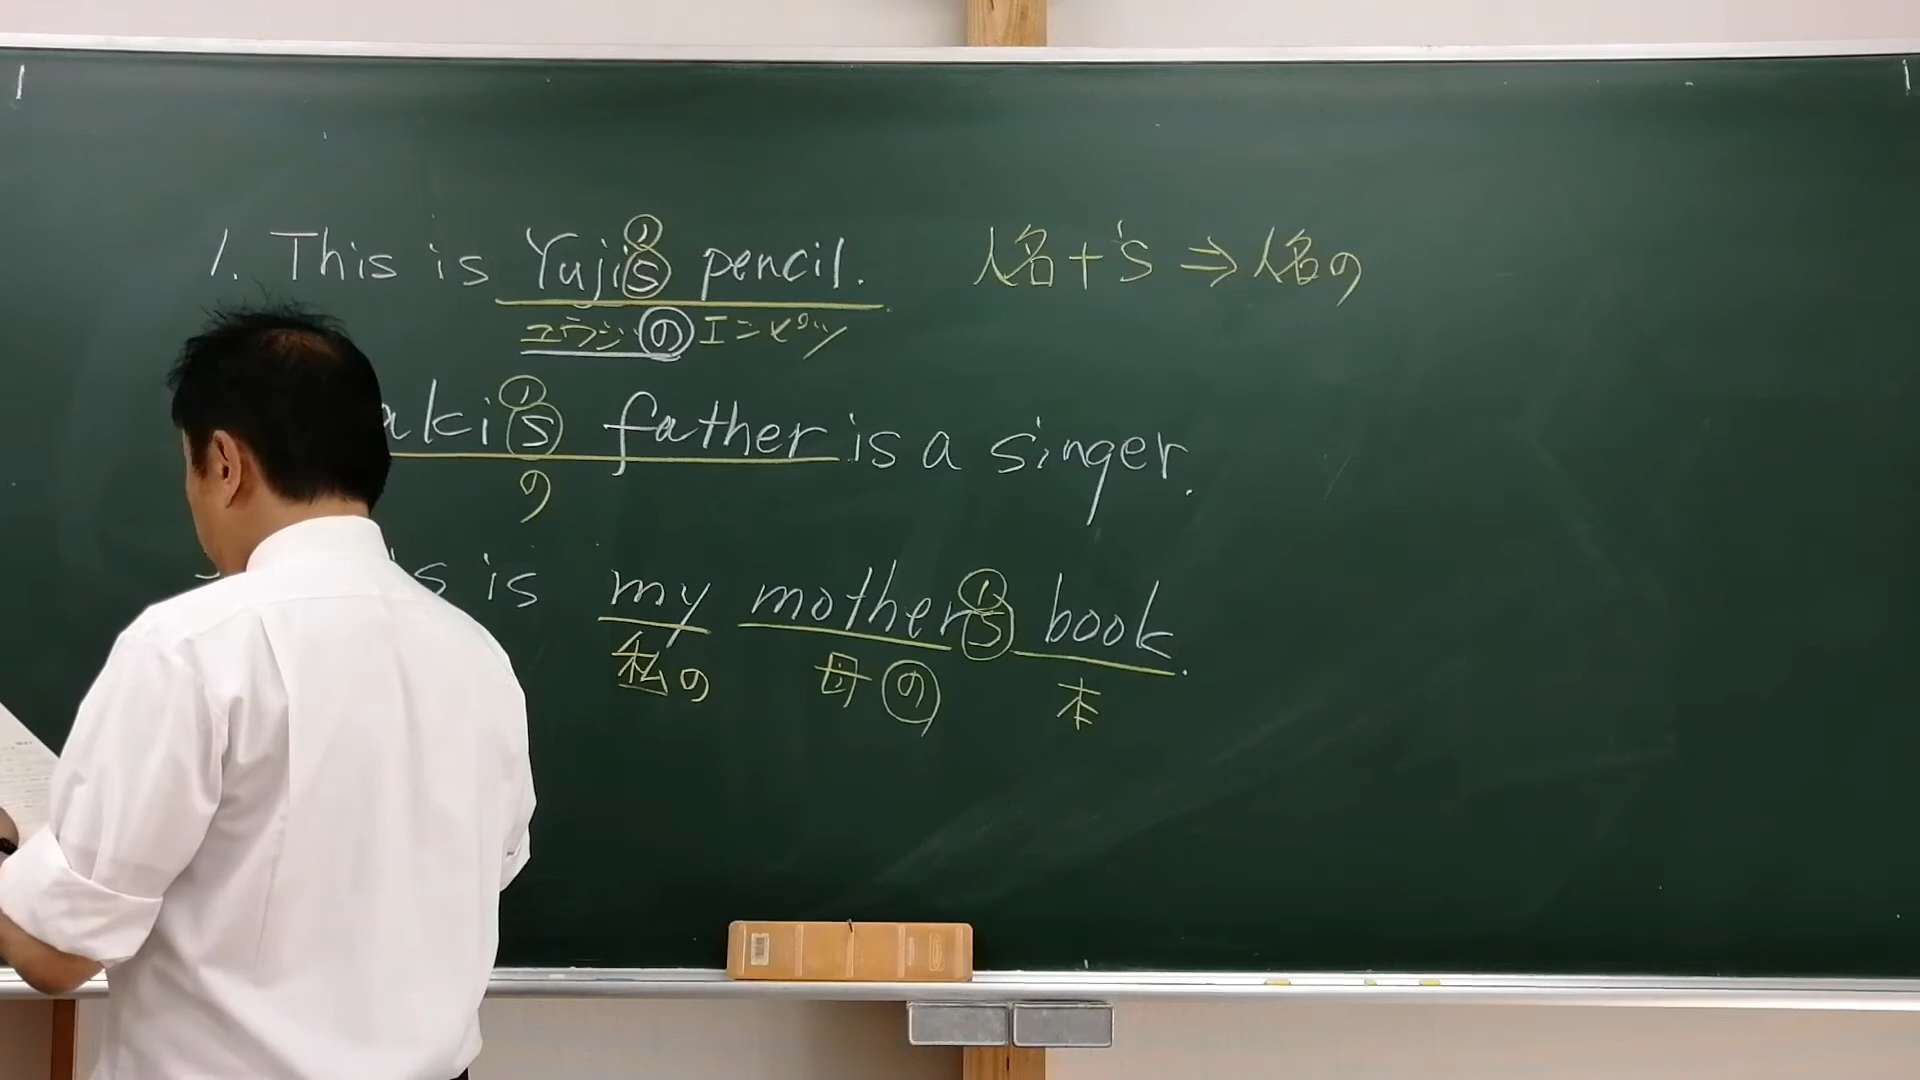 1. This is Yuji's pencil. 人名+'s ⇒ 人名の
ユウジのエンピツ
aki's father is a singer.
の
s is my mother's book.
私の 母の 本